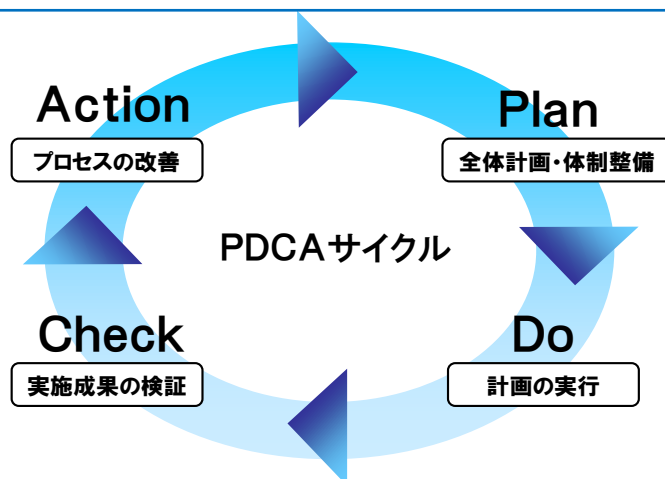 Action
プロセスの改善
Plan
全体計画・体制整備
PDCAサイクル
Check
実施成果の検証
Do
計画の実行